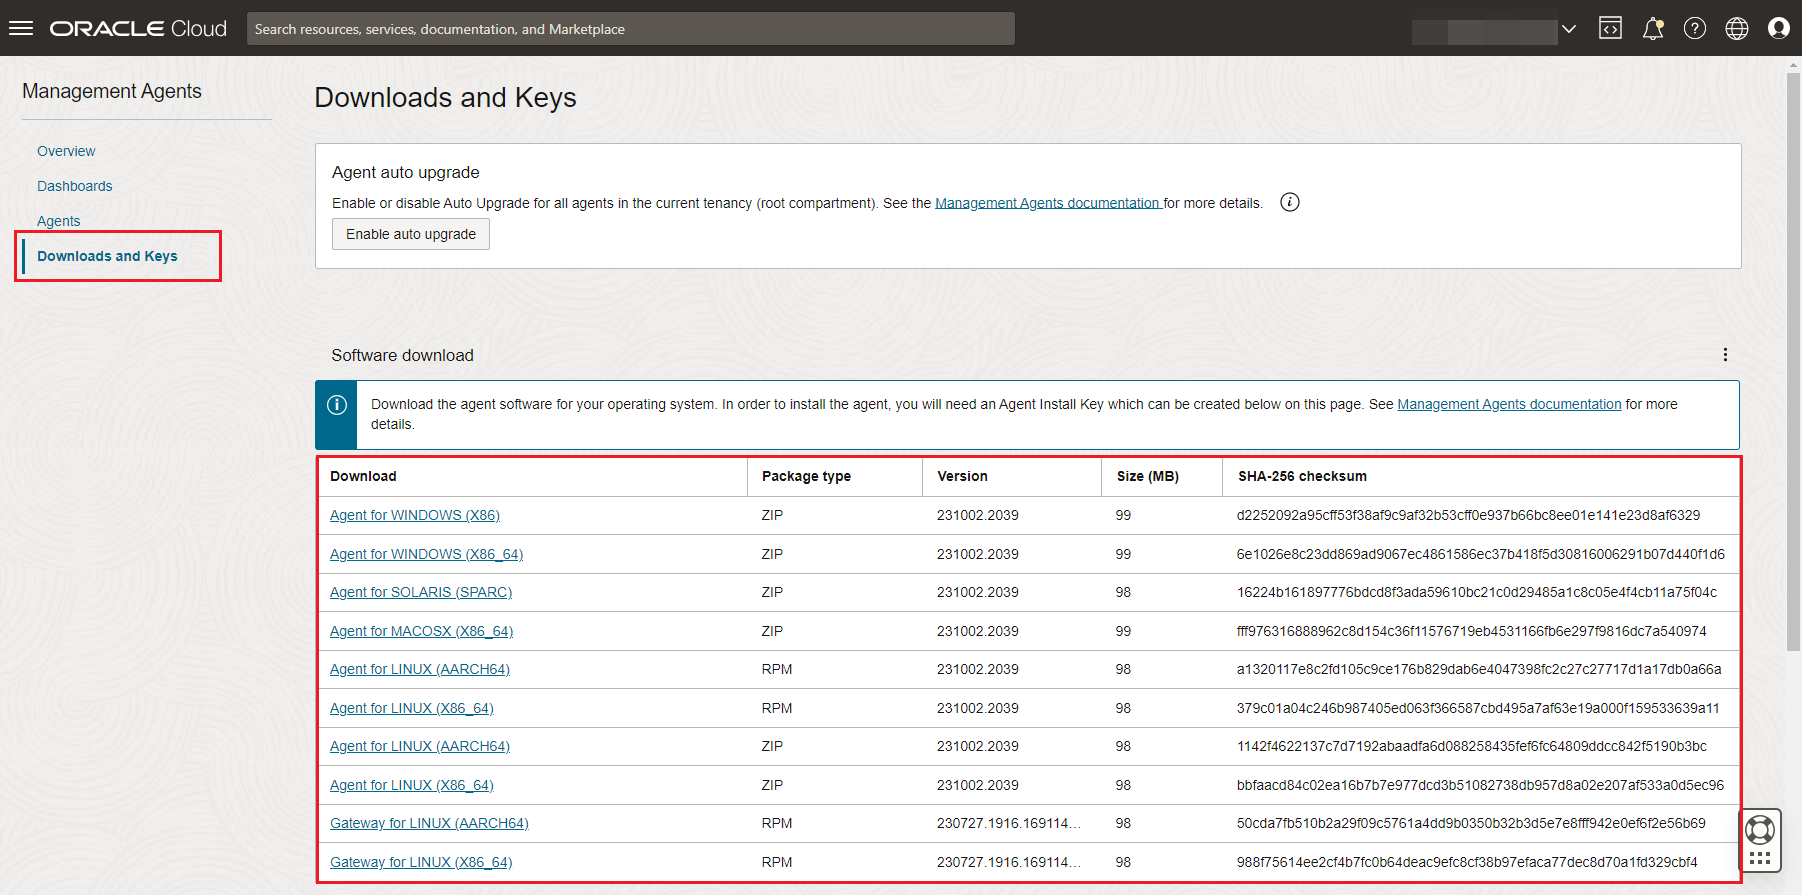 ORACLE Cloud
Search resources, services, documentation, and Marketplace
Management Agents
Overview
Dashboards
Agents
Downloads and Keys
Downloads and Keys
Agent auto upgrade
Enable or disable Auto Upgrade for all agents in the current tenancy (root compartment). See the Management Agents documentation for more details.
Enable auto upgrade
Software download
Download the agent software for your operating system. In order to install the agent, you will need an Agent Install Key which can be created below on this page. See Management Agents documentation for more
details.
Download Package type Version Size (MB) SHA-256 checksum
Agent for WINDOWS (X86) ZIP 231002.2039 99 d2252092a95cff53f38af9c9af32b53cff0e937b66bc8ee01e141e23d8af6329
Agent for WINDOWS (X86_64) ZIP 231002.2039 99 6e1026e8c23dd869ad9067ec4861586ec37b418f5d30816006291b07d440f1d6
Agent for SOLARIS (SPARC) ZIP 231002.2039 98 16224b161897776bdcd8f3ada59610bc21c0d29485a1c8c05e4f4cb11a75f04c
Agent for MACOSX (X86_64) ZIP 231002.2039 99 fff976316888962c8d154c36f11576719eb4531166fb6e297f9816dc7a540974
Agent for LINUX (AARCH64) RPM 231002.2039 98 a1320117e8c2fd105c9ce176b829dab6e4047398fc2c27c27717d1a17db0a66a
Agent for LINUX (X86_64) RPM 231002.2039 98 379c01a04c246b987405ed063f366587cbd495a7af63e19a000f159533639a11
Agent for LINUX (AARCH64) ZIP 231002.2039 98 1142f4622137c7d7192abaadfa6d088258435fef6fc64809ddcc842f5190b3bc
Agent for LINUX (X86_64) ZIP 231002.2039 98 bbfaacd84c02ea16b7b7e977dcd3b51082738db957d8a02e207af533a0d5ec96
Gateway for LINUX (AARCH64) RPM 230727.1916.169114... 98 50cda7fb510b2a29f09c5761a4dd9b0350b32b3d5e7e8fff942e0ef6f2e56b69
Gateway for LINUX (X86_64) RPM 230727.1916.169114... 98 988f75614ee2cf4b7fc0b64deac9efc8cf38b97efaca77dec8d70a1fd329cbf4